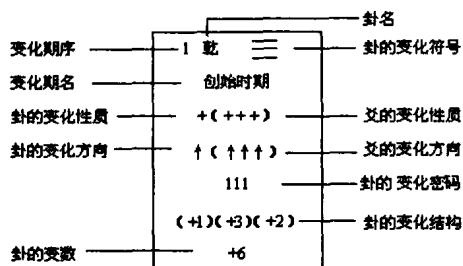 卦名
变化期序 1 乾 ☰ 卦的变化符号
变化期名 创始时期
卦的变化性质 +(+++) 爻的变化性质
卦的变化方向 ↑(↑↑↑) 爻的变化方向
111 卦的变化密码
(+1)(+3)(+2) 卦的变化结构
卦的变数 +6